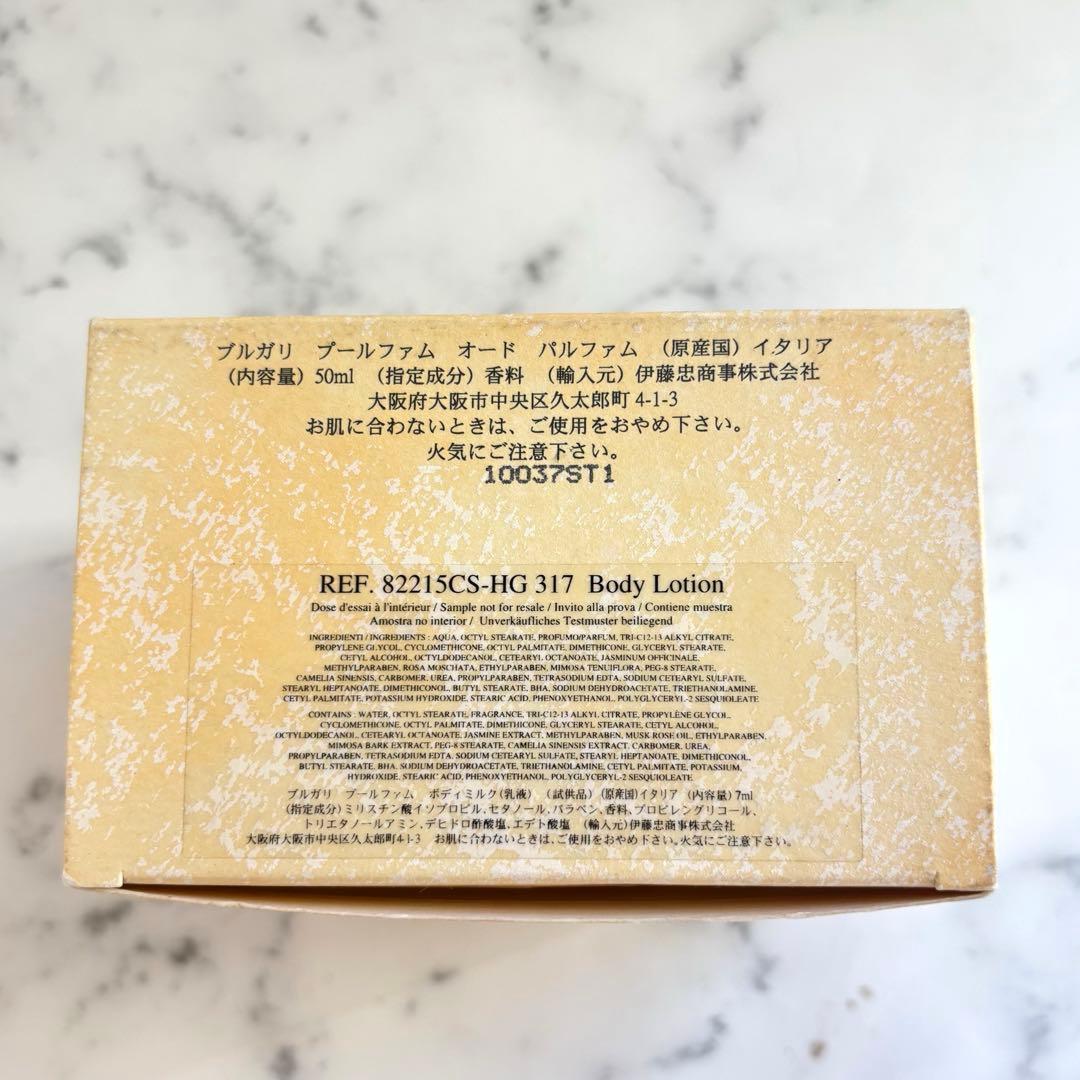 ブルガリ プールファム オード パルファム (原産国) イタリア
(内容量) 50ml (指定成分) 香料 (輸入元) 伊藤忠商事株式会社
大阪府大阪市中央区久太郎町 4-1-3
お肌に合わないときは、ご使用をおやめ下さい。
火気にご注意下さい。
10037ST1
REF. 82215CS-HG 317 Body Lotion
Dose d'essai à l'intérieur / Sample not for resale / Invito alla prova / Contiene muestra
Amostra no interior / Unverkäufliches Testmuster beiliegend
INGREDIENTI / INGREDIENTS : AQUA, OCTYL STEARATE, PROFUMO/PARFUM, TRI-C12-13 ALKYL CITRATE,
PROPYLENE GLYCOL, CYCLOMETHICONE, OCTYL PALMITATE, DIMETHICONE, GLYCERYL STEARATE,
CETYL ALCOHOL, OCTYLDODECANOL, CETEARYL OCTANOATE, JASMINUM OFFICINALE,
METHYLPARABEN, ROSA MOSCHATA, ETHYLPARABEN, MIMOSA TENUIFLORA, PEG-8 STEARATE,
CAMELIA SINENSIS, CARBOMER, UREA, PROPYLPARABEN, TETRASODIUM EDTA, SODIUM CETEARYL SULFATE,
STEARYL HEPTANOATE, DIMETHICONOL, BUTYL STEARATE, BHA, SODIUM DEHYDROACETATE, TRIETHANOLAMINE,
CETYL PALMITATE, POTASSIUM HYDROXIDE, STEARIC ACID, PHENOXYETHANOL, POLYGLYCERYL-2 SESQUIOLEATE
CONTAINS : WATER, OCTYL STEARATE, FRAGRANCE, TRI-C12-13 ALKYL CITRATE, PROPYLENE GLYCOL,
CYCLOMETHICONE, OCTYL PALMITATE, DIMETHICONE, GLYCERYL STEARATE, CETYL ALCOHOL,
OCTYLDODECANOL, CETEARYL OCTANOATE, JASMINE EXTRACT, METHYLPARABEN, MUSK ROSE OIL, ETHYLPARABEN,
MIMOSA BARK EXTRACT, PEG-8 STEARATE, CAMELIA SINENSIS EXTRACT, CARBOMER, UREA,
PROPYLPARABEN, TETRASODIUM EDTA, SODIUM CETEARYL SULFATE, STEARYL HEPTANOATE, DIMETHICONOL,
BUTYL STEARATE, BHA, SODIUM DEHYDROACETATE, TRIETHANOLAMINE, CETYL PALMITATE, POTASSIUM,
HYDROXIDE, STEARIC ACID, PHENOXYETHANOL, POLYGLYCERYL-2 SESQUIOLEATE
ブルガリ プールファム ボディミルク(乳液) (試供品) (原産国)イタリア (内容量) 7ml
(指定成分)ミリスチン酸イソプロピル、セタノール、パラベン、香料、プロピレングリコール、
トリエタノールアミン、デヒドロ酢酸塩、エデト酸塩 (輸入元)伊藤忠商事株式会社
大阪府大阪市中央区久太郎町4-1-3 お肌に合わないときは、ご使用をおやめ下さい。火気にご注意下さい。